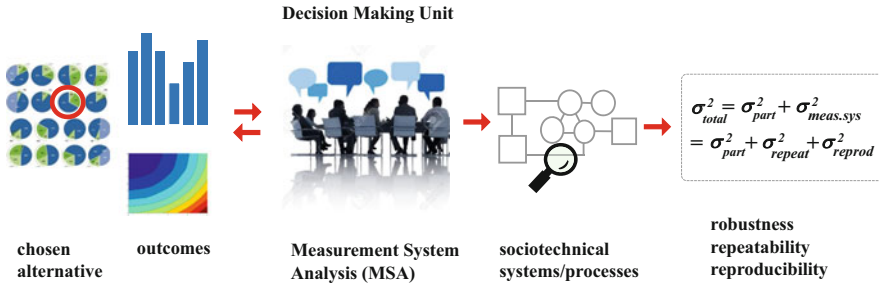 Decision Making Unit
σ²total = σ²part + σ²meas.sys
= σ²part + σ²repeat + σ²reprod
chosen
alternative
outcomes
Measurement System
Analysis (MSA)
sociotechnical
systems/processes
robustness
repeatability
reproducibility